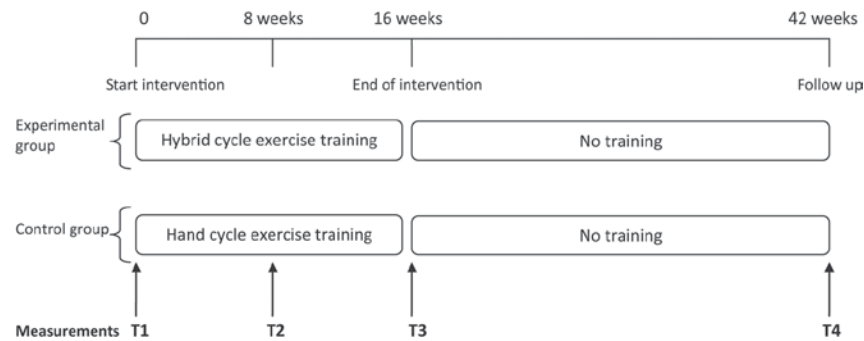 0 8 weeks 16 weeks 42 weeks
Start intervention End of intervention Follow up
Experimental
group
Hybrid cycle exercise training No training
Control group Hand cycle exercise training No training
Measurements T1 T2 T3 T4